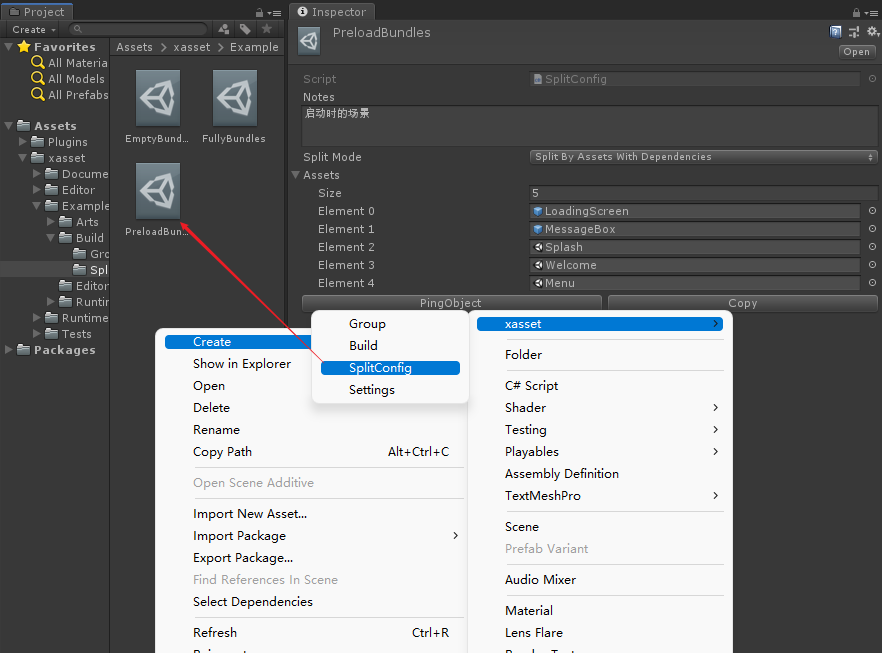 Project
Create
Favorites
All Materia
All Models
All Prefabs
Assets
Plugins
xasset
Docume
Editor
Example
Arts
Build
Gro
Spl
Editor
Runtin
Runtime
Tests
Packages
Assets > xasset > Example
EmptyBund...
FullyBundles
PreloadBun...
Inspector
PreloadBundles
Open
Script
SplitConfig
Notes
启动时的场景
Split Mode
Split By Assets With Dependencies
Assets
Size
5
Element 0
LoadingScreen
Element 1
MessageBox
Element 2
Splash
Element 3
Welcome
Element 4
Menu
PingObject
Copy
Create
Show in Explorer
Open
Delete
Rename
Copy Path Alt+Ctrl+C
Open Scene Additive
Import New Asset...
Import Package
Export Package...
Find References In Scene
Select Dependencies
Refresh Ctrl+R
Group
Build
SplitConfig
Settings
xasset
Folder
C# Script
Shader
Testing
Playables
Assembly Definition
TextMeshPro
Scene
Prefab Variant
Audio Mixer
Material
Lens Flare